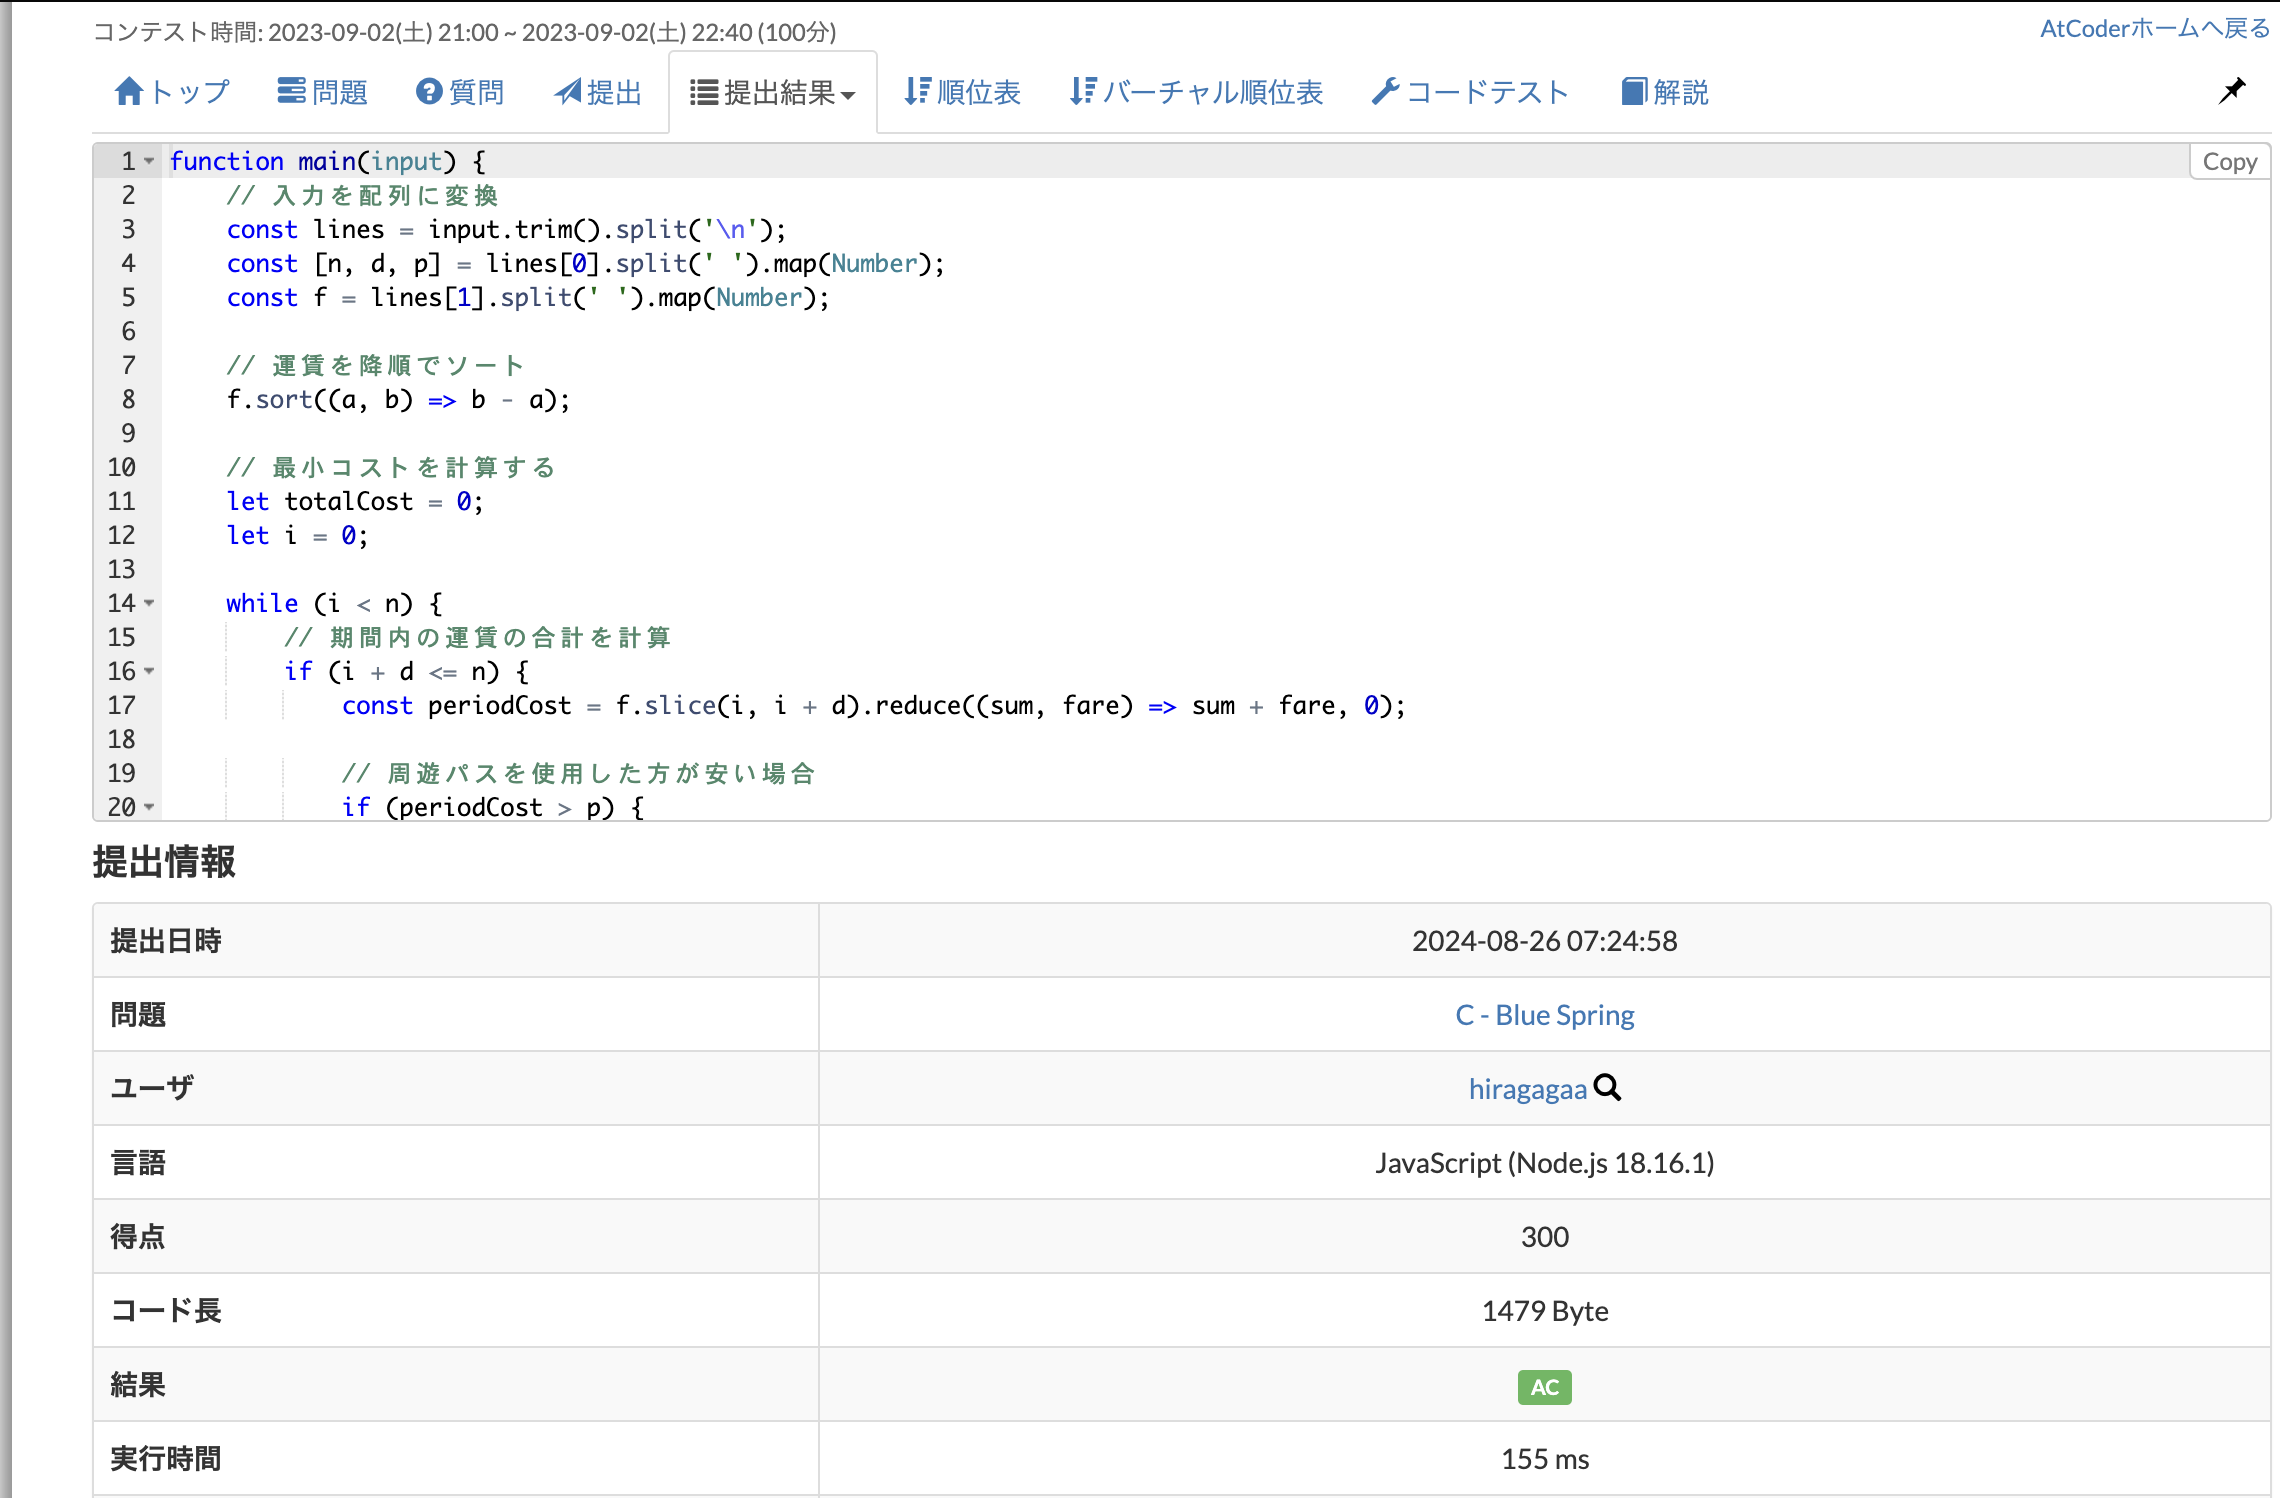 コンテスト時間: 2023-09-02(土) 21:00 ~ 2023-09-02(土) 22:40 (100分)
AtCoderホームへ戻る
トップ 問題 質問 提出 提出結果 順位表 バーチャル順位表 コードテスト 解説
Copy
1 function main(input) {
2     // 入力を配列に変換
3     const lines = input.trim().split('\n');
4     const [n, d, p] = lines[0].split(' ').map(Number);
5     const f = lines[1].split(' ').map(Number);
6
7     // 運賃を降順でソート
8     f.sort((a, b) => b - a);
9
10     // 最小コストを計算する
11     let totalCost = 0;
12     let i = 0;
13
14     while (i < n) {
15         // 期間内の運賃の合計を計算
16         if (i + d <= n) {
17             const periodCost = f.slice(i, i + d).reduce((sum, fare) => sum + fare, 0);
18
19             // 周遊パスを使用した方が安い場合
20             if (periodCost > p) {
提出情報
提出日時 2024-08-26 07:24:58
問題 C - Blue Spring
ユーザ hiragagaa
言語 JavaScript (Node.js 18.16.1)
得点 300
コード長 1479 Byte
結果 AC
実行時間 155 ms